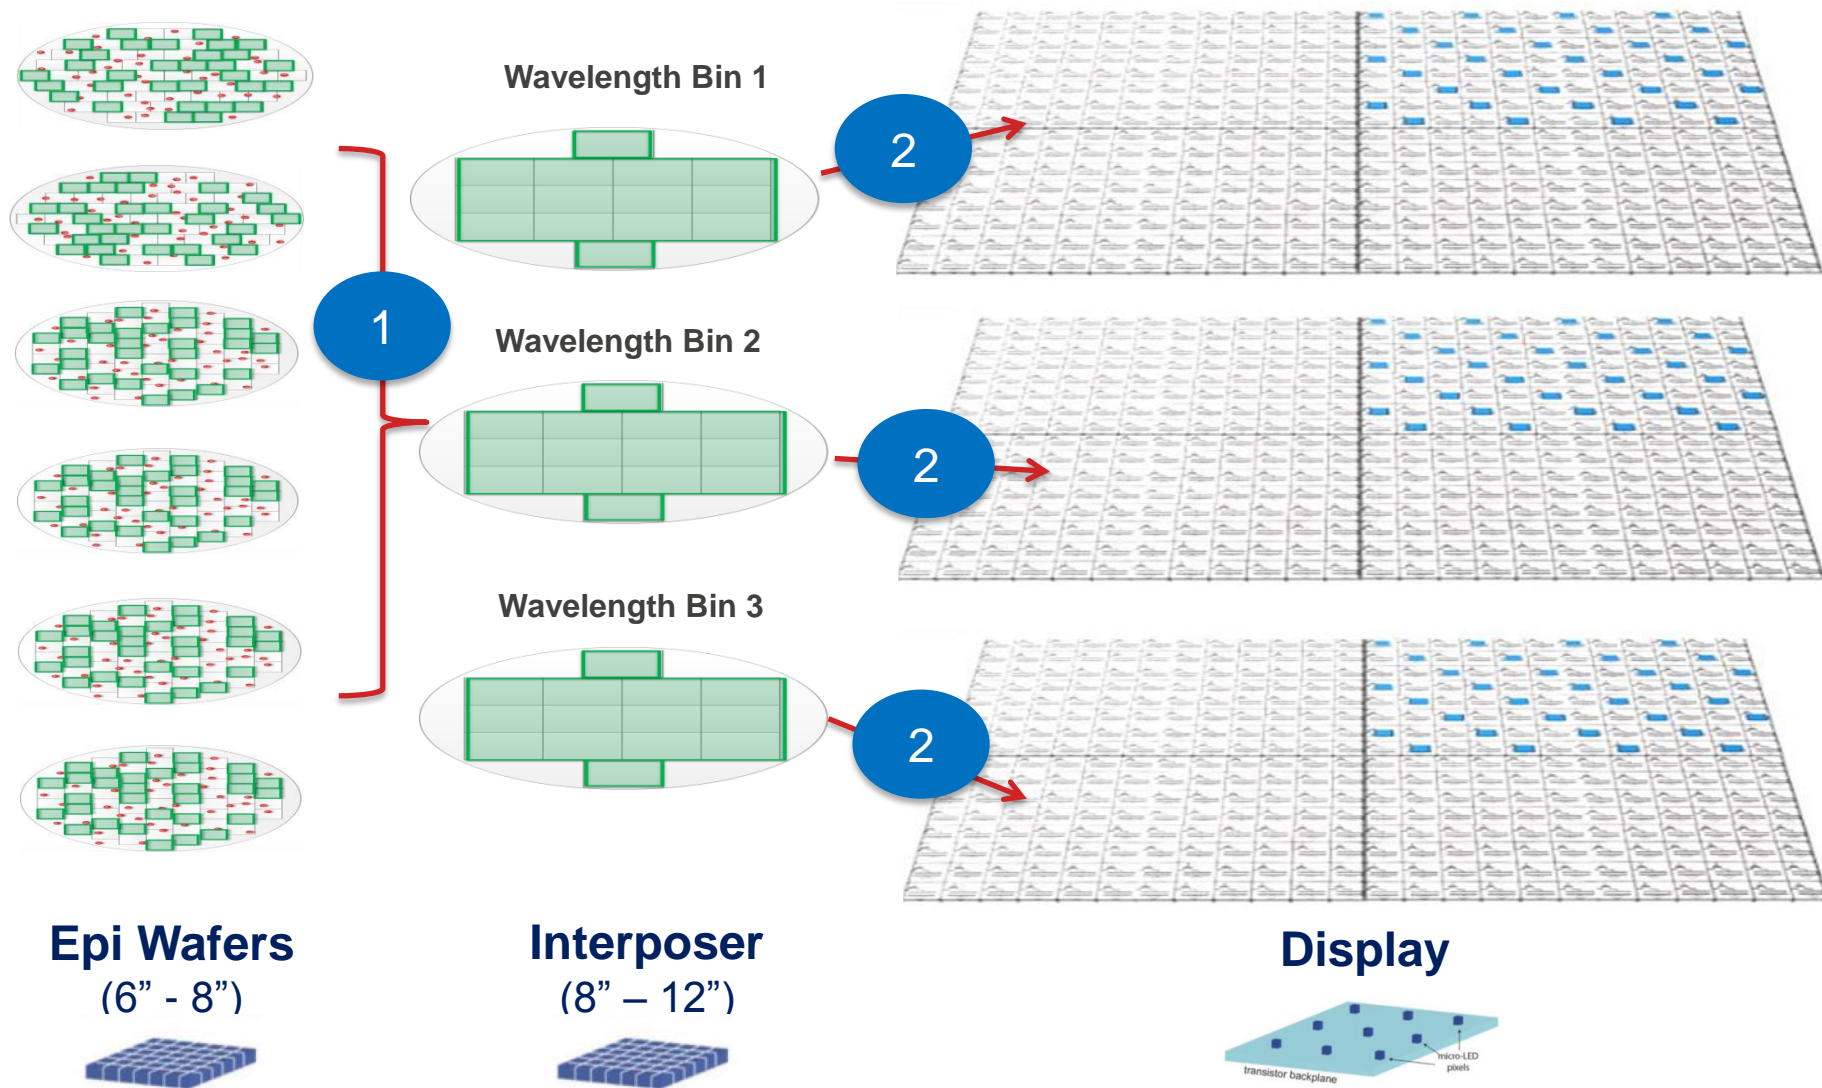 Wavelength Bin 1
2
1
Wavelength Bin 2
2
Wavelength Bin 3
2
Epi Wafers
(6” - 8”)
Interposer
(8” – 12”)
Display
micro-LED
pixels
transistor backplane